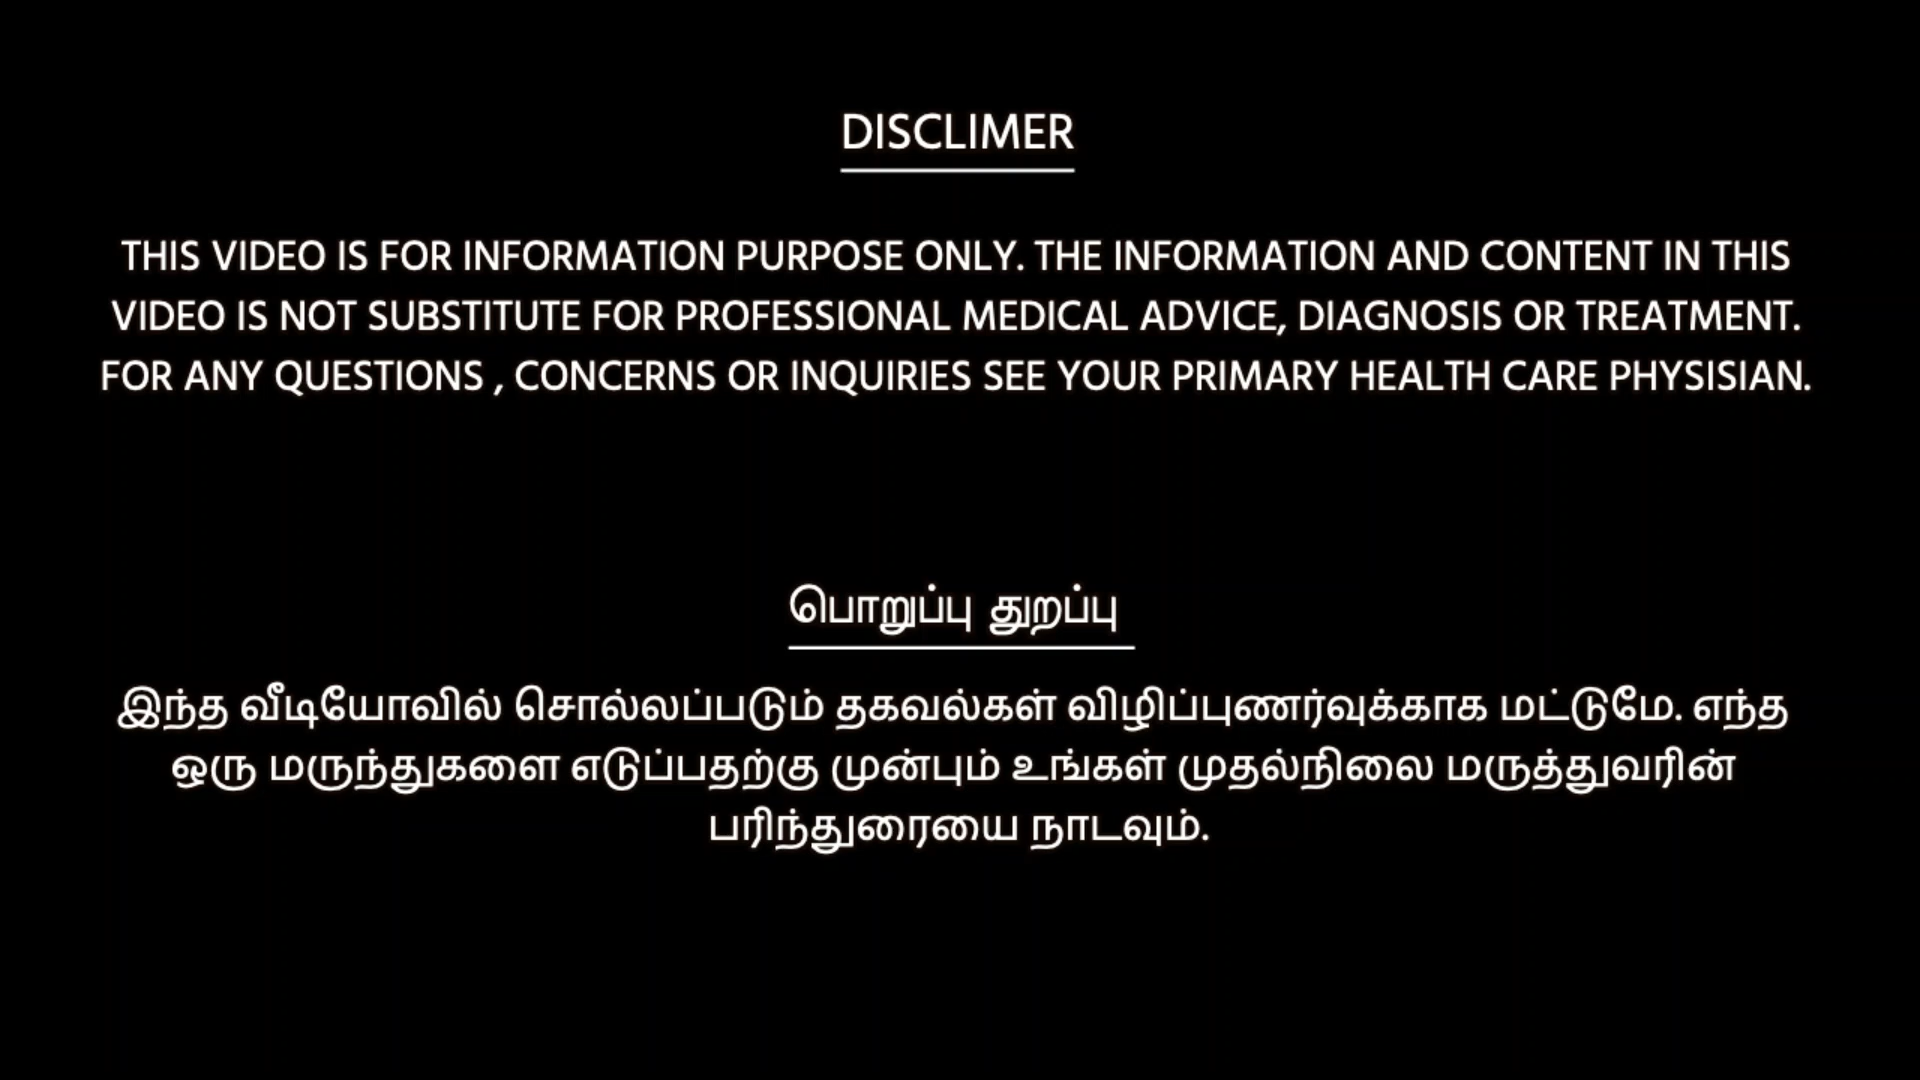 DISCLIMER
THIS VIDEO IS FOR INFORMATION PURPOSE ONLY. THE INFORMATION AND CONTENT IN THIS
VIDEO IS NOT SUBSTITUTE FOR PROFESSIONAL MEDICAL ADVICE, DIAGNOSIS OR TREATMENT.
FOR ANY QUESTIONS , CONCERNS OR INQUIRIES SEE YOUR PRIMARY HEALTH CARE PHYSISIAN.
பொறுப்பு துறப்பு
இந்த வீடியோவில் சொல்லப்படும் தகவல்கள் விழிப்புணர்வுக்காக மட்டுமே. எந்த
ஒரு மருந்துகளை எடுப்பதற்கு முன்பும் உங்கள் முதல்நிலை மருத்துவரின்
பரிந்துரையை நாடவும்.